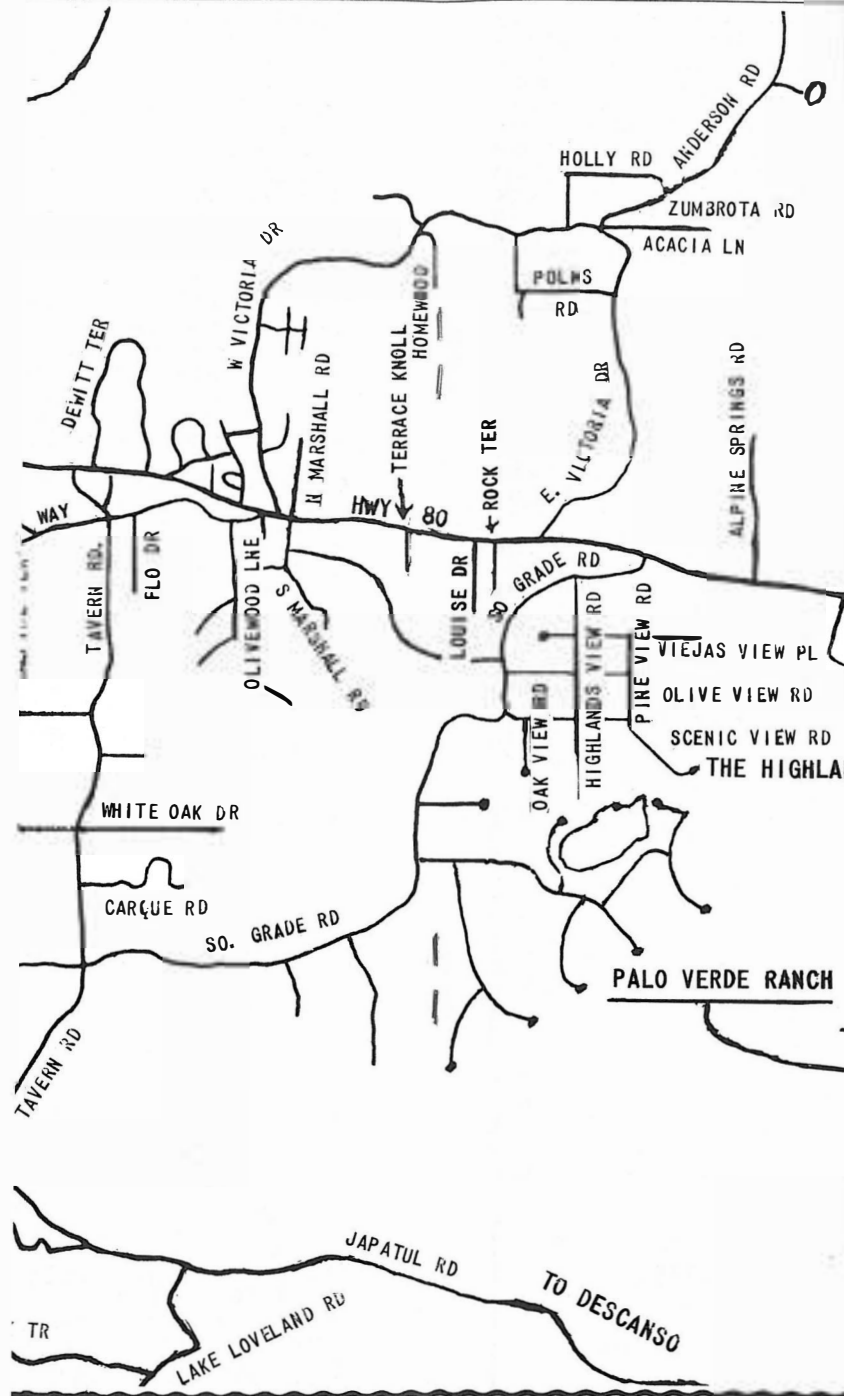 ANDERSON RD
HOLLY RD
ZUMBROTA RD
ACACIA LN
W VICTORIA DR
POLMS
RD
HOMEWOOD
DEWITT TER
N MARSHALL RD
TERRACE KNOLL
ROCK TER
E. VICTORIA DR
ALPINE SPRINGS RD
HWY 80
WAY
TAVERN RD.
FLO DR
OLIVEWOOD LNE
S MARSHALL RD
LOUISE DR
SO GRADE RD
HIGHLANDS VIEW RD
PINE VIEW RD
VIEJAS VIEW PL
OLIVE VIEW RD
OAK VIEW RD
SCENIC VIEW RD
THE HIGHLA
WHITE OAK DR
CARQUE RD
SO. GRADE RD
PALO VERDE RANCH
TAVERN RD
JAPATUL RD
TO DESCANSO
TR
LAKE LOVELAND RD